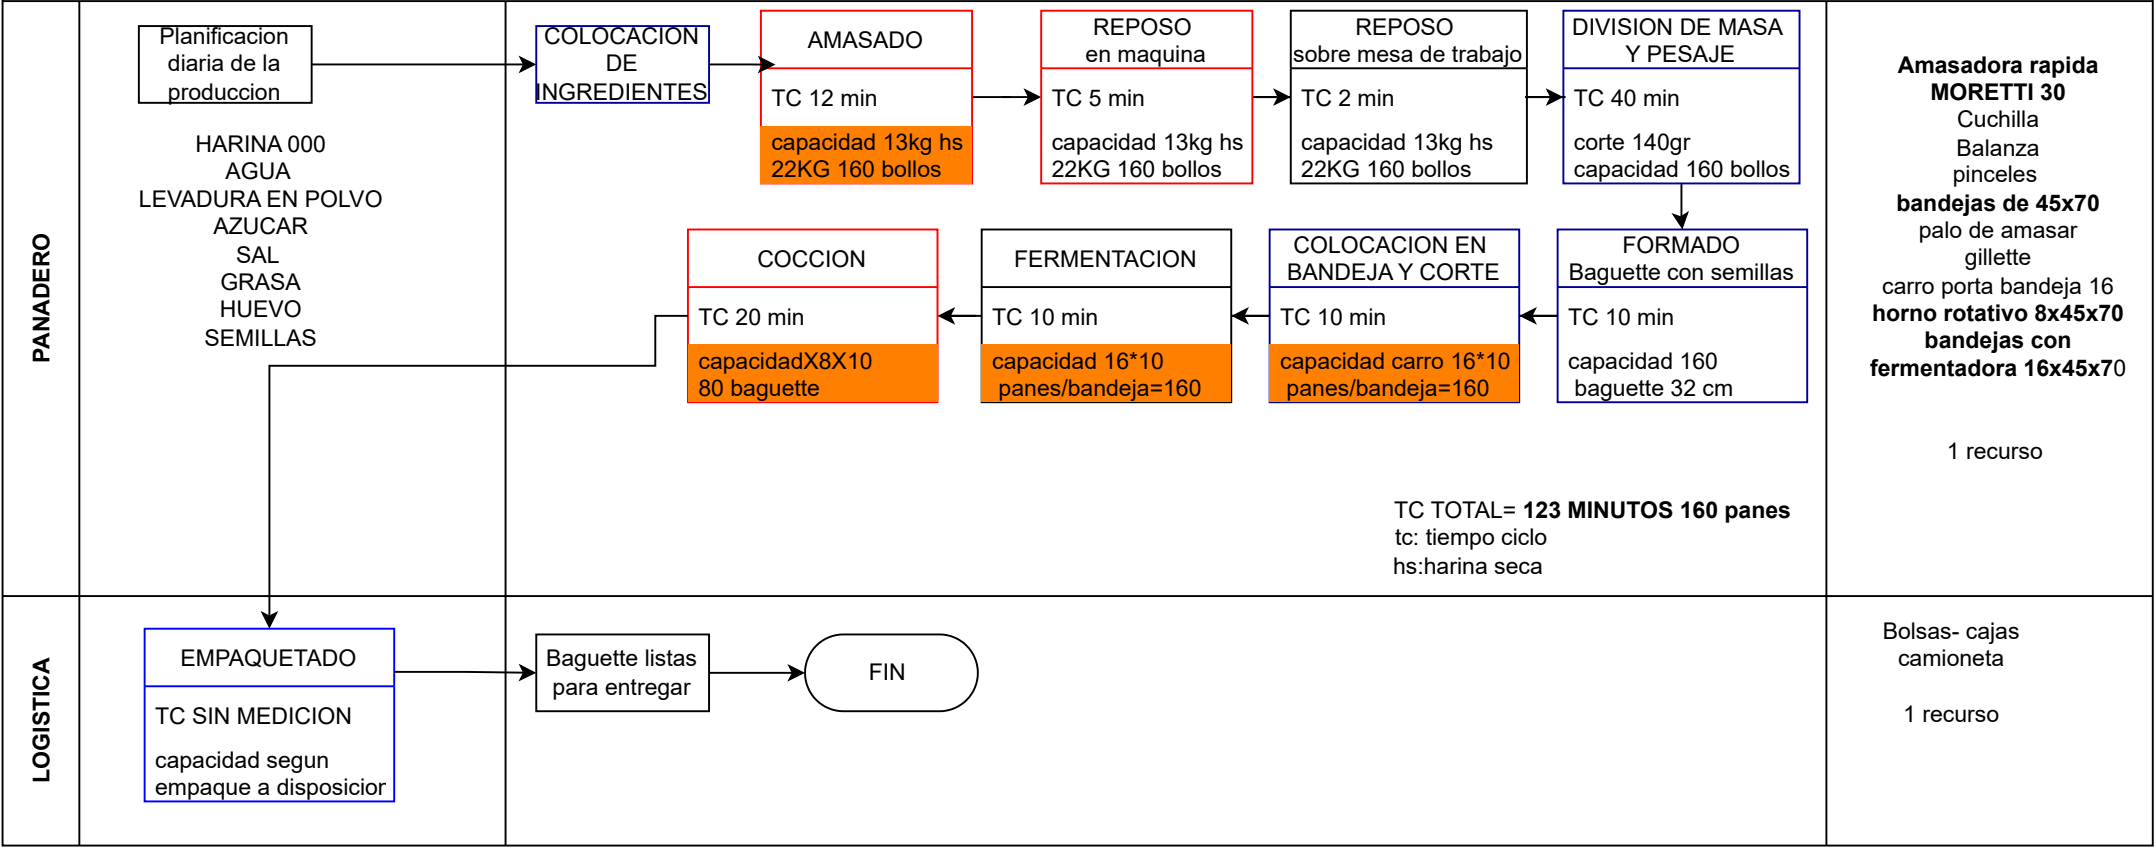 PANADERO
Planificacion
diaria de la
produccion
HARINA 000
AGUA
LEVADURA EN POLVO
AZUCAR
SAL
GRASA
HUEVO
SEMILLAS
COLOCACION
DE
INGREDIENTES
AMASADO
TC 12 min
capacidad 13kg hs
22KG 160 bollos
REPOSO
en maquina
TC 5 min
capacidad 13kg hs
22KG 160 bollos
REPOSO
sobre mesa de trabajo
TC 2 min
capacidad 13kg hs
22KG 160 bollos
DIVISION DE MASA
Y PESAJE
TC 40 min
corte 140gr
capacidad 160 bollos
FORMADO
Baguette con semillas
TC 10 min
capacidad 160
baguette 32 cm
COLOCACION EN
BANDEJA Y CORTE
TC 10 min
capacidad carro 16*10
panes/bandeja=160
FERMENTACION
TC 10 min
capacidad 16*10
panes/bandeja=160
COCCION
TC 20 min
capacidadX8X10
80 baguette
TC TOTAL= 123 MINUTOS 160 panes
tc: tiempo ciclo
hs:harina seca
Amasadora rapida
MORETTI 30
Cuchilla
Balanza
pinceles
bandejas de 45x70
palo de amasar
gillette
carro porta bandeja 16
horno rotativo 8x45x70
bandejas con
fermentadora 16x45x70
1 recurso
LOGISTICA
EMPAQUETADO
TC SIN MEDICION
capacidad segun
empaque a disposicior
Baguette listas
para entregar
FIN
Bolsas- cajas
camioneta
1 recurso